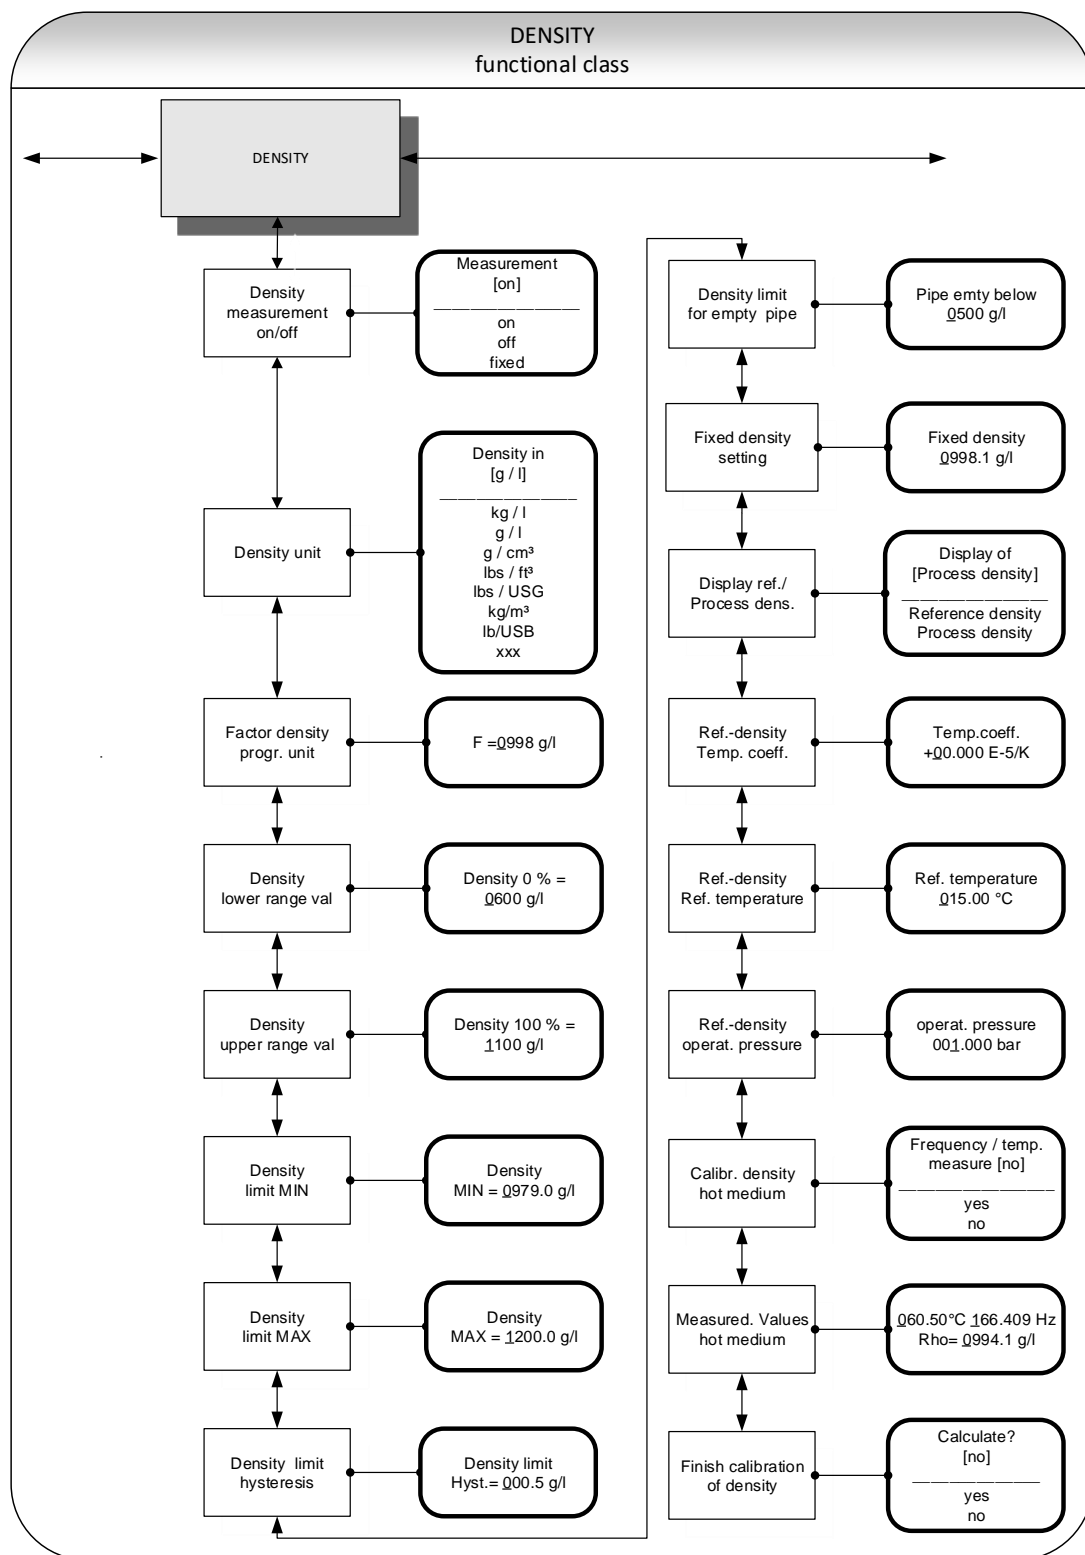 DENSITY
functional class
DENSITY
Density
measurement
on/off
Measurement
[on]
on
off
fixed
Density unit
Density in
[g / l]
kg / l
g / l
g / cm³
lbs / ft³
lbs / USG
kg/m³
lb/USB
xxx
Factor density
progr. unit
F =0998 g/l
Density
lower range val
Density 0 % =
0600 g/l
Density
upper range val
Density 100 % =
1100 g/l
Density
limit MIN
Density
MIN = 0979.0 g/l
Density
limit MAX
Density
MAX = 1200.0 g/l
Density limit
hysteresis
Density limit
Hyst.= 000.5 g/l
Density limit
for empty pipe
Pipe emty below
0500 g/l
Fixed density
setting
Fixed density
0998.1 g/l
Display ref./
Process dens.
Display of
[Process density]
Reference density
Process density
Ref.-density
Temp. coeff.
Temp.coeff.
+00.000 E-5/K
Ref.-density
Ref. temperature
Ref. temperature
015.00 °C
Ref.-density
operat. pressure
operat. pressure
001.000 bar
Calibr. density
hot medium
Frequency / temp.
measure [no]
yes
no
Measured. Values
hot medium
060.50°C 166.409 Hz
Rho= 0994.1 g/l
Finish calibration
of density
Calculate?
[no]
yes
no